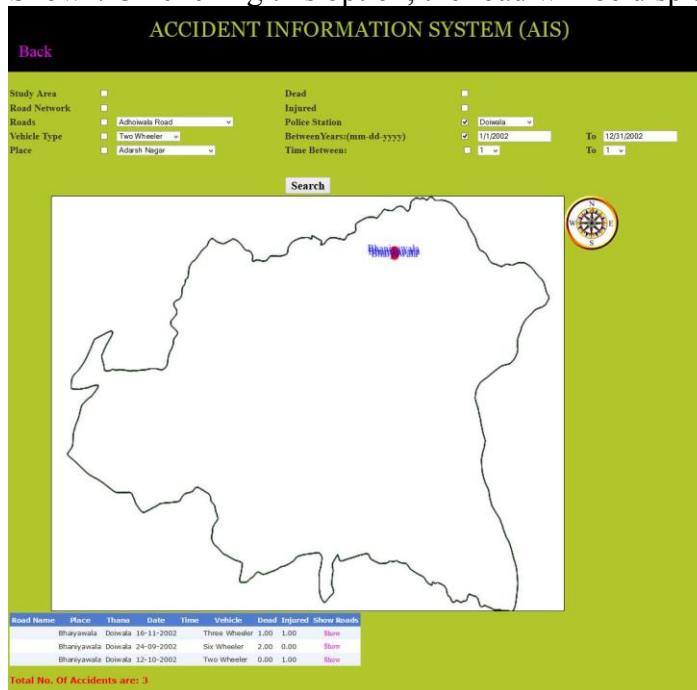 ACCIDENT INFORMATION SYSTEM (AIS)
Back
Study Area Dead
Road Network Injured
Roads Adhoiwala Road Police Station Doiwala
Vehicle Type Two Wheeler BetweenYears:(mm-dd-yyyy) 1/1/2002 To 12/31/2002
Place Adarsh Nagar Time Between: 1 To 1
Search
N
W E
S
Road Name Place Thana Date Time Vehicle Dead Injured Show Roads
Bhaiyawala Doiwala 16-11-2002 Three Wheeler 1.00 1.00 Show
Bhaniyawala Doiwala 24-09-2002 Six Wheeler 2.00 0.00 Show
Bhaniyawala Doiwala 12-10-2002 Two Wheeler 0.00 1.00 Show
Total No. Of Accidents are: 3